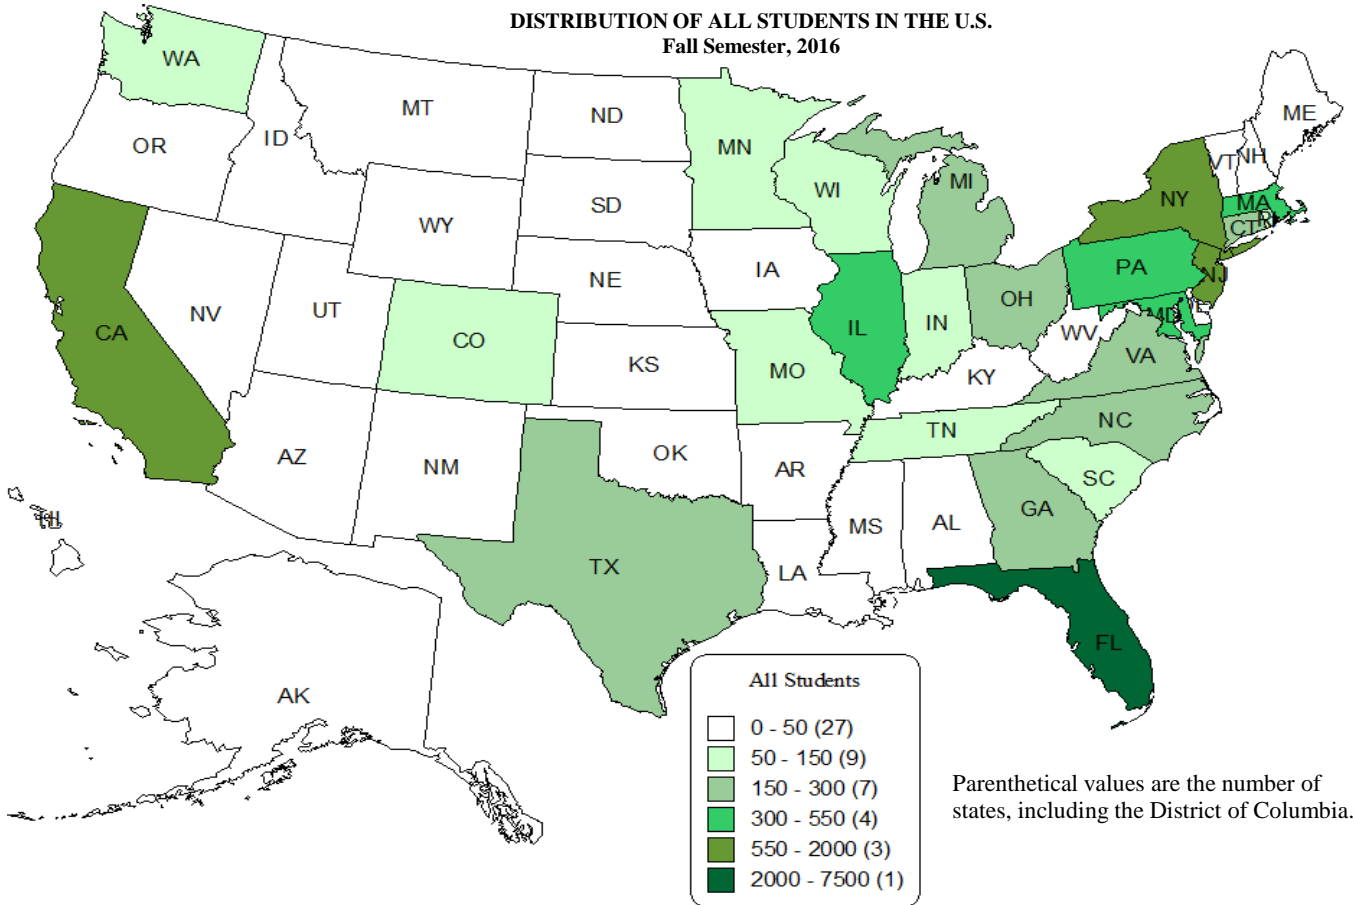 DISTRIBUTION OF ALL STUDENTS IN THE U.S.
Fall Semester, 2016
WA
MT
ND
ME
OR
ID
MN
VT
NH
WI
MI
NY
MA
SD
WY
CT
RI
IA
PA
NE
NJ
OH
NV
UT
IL
IN
MD
CA
CO
WV
VA
KS
MO
KY
NC
TN
AZ
NM
OK
AR
SC
GA
MS
AL
HI
TX
LA
FL
AK
All Students
0 - 50 (27)
50 - 150 (9)
150 - 300 (7)
300 - 550 (4)
550 - 2000 (3)
2000 - 7500 (1)
Parenthetical values are the number of
states, including the District of Columbia.